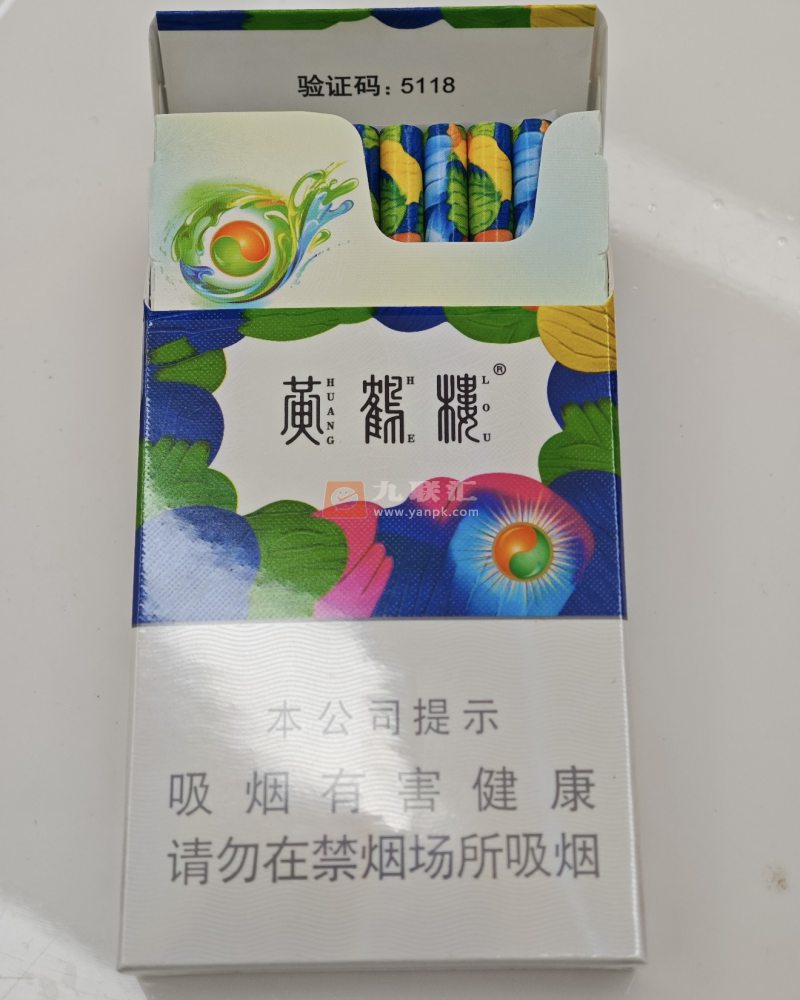 验证码：5118
黄鹤楼®
HUANG HE LOU
九联汇
www.yanpk.com
本公司提示
吸烟有害健康
请勿在禁烟场所吸烟